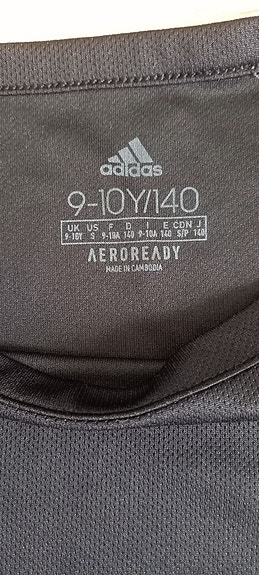 adidas
9-10Y/140
UK US F D I E CDN J
9-10Y S 9-10A 140 9-10A 140 S/P 140
AEROREADY
MADE IN CAMBODIA